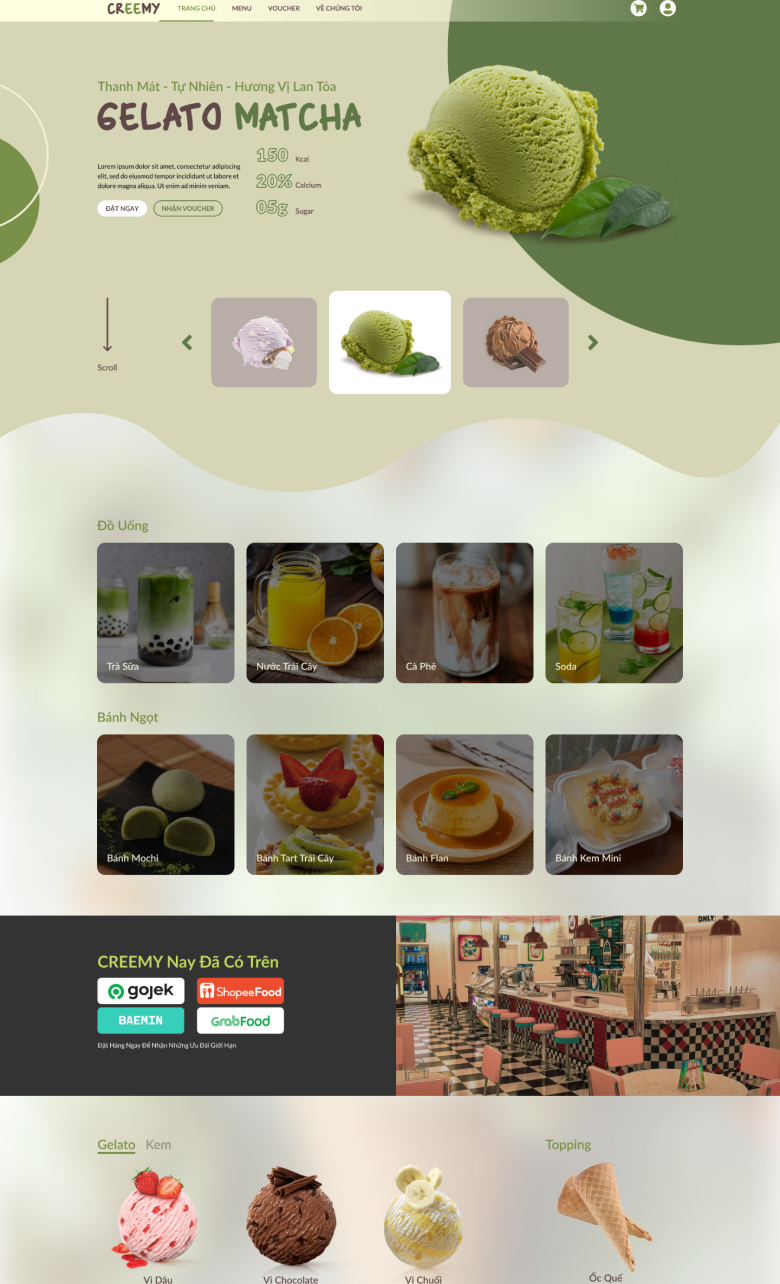 CREEMY
TRANG CHỦ
MENU
VOUCHER
VỀ CHÚNG TÔI
Thanh Mát - Tự Nhiên - Hương Vị Lan Tỏa
GELATO MATCHA
Lorem ipsum dolor sit amet, consectetur adipiscing
elit, sed do eiusmod tempor incididunt ut labore et
dolore magna aliqua. Ut enim ad minim veniam.
150 Kcal
20% Calcium
05g Sugar
ĐẶT NGAY
NHẬN VOUCHER
Scroll
Đồ Uống
Trà Sữa
Nước Trái Cây
Cà Phê
Soda
Bánh Ngọt
Bánh Mochi
Bánh Tart Trái Cây
Bánh Flan
Bánh Kem Mini
CREEMY Nay Đã Có Trên
gojek
ShopeeFood
BAEMIN
GrabFood
Đặt Hàng Ngay Để Nhận Những Ưu Đãi Giới Hạn
ONLY
Gelato
Kem
Topping
Vị Dâu
Vị Chocolate
Vị Chuối
Ốc Quế